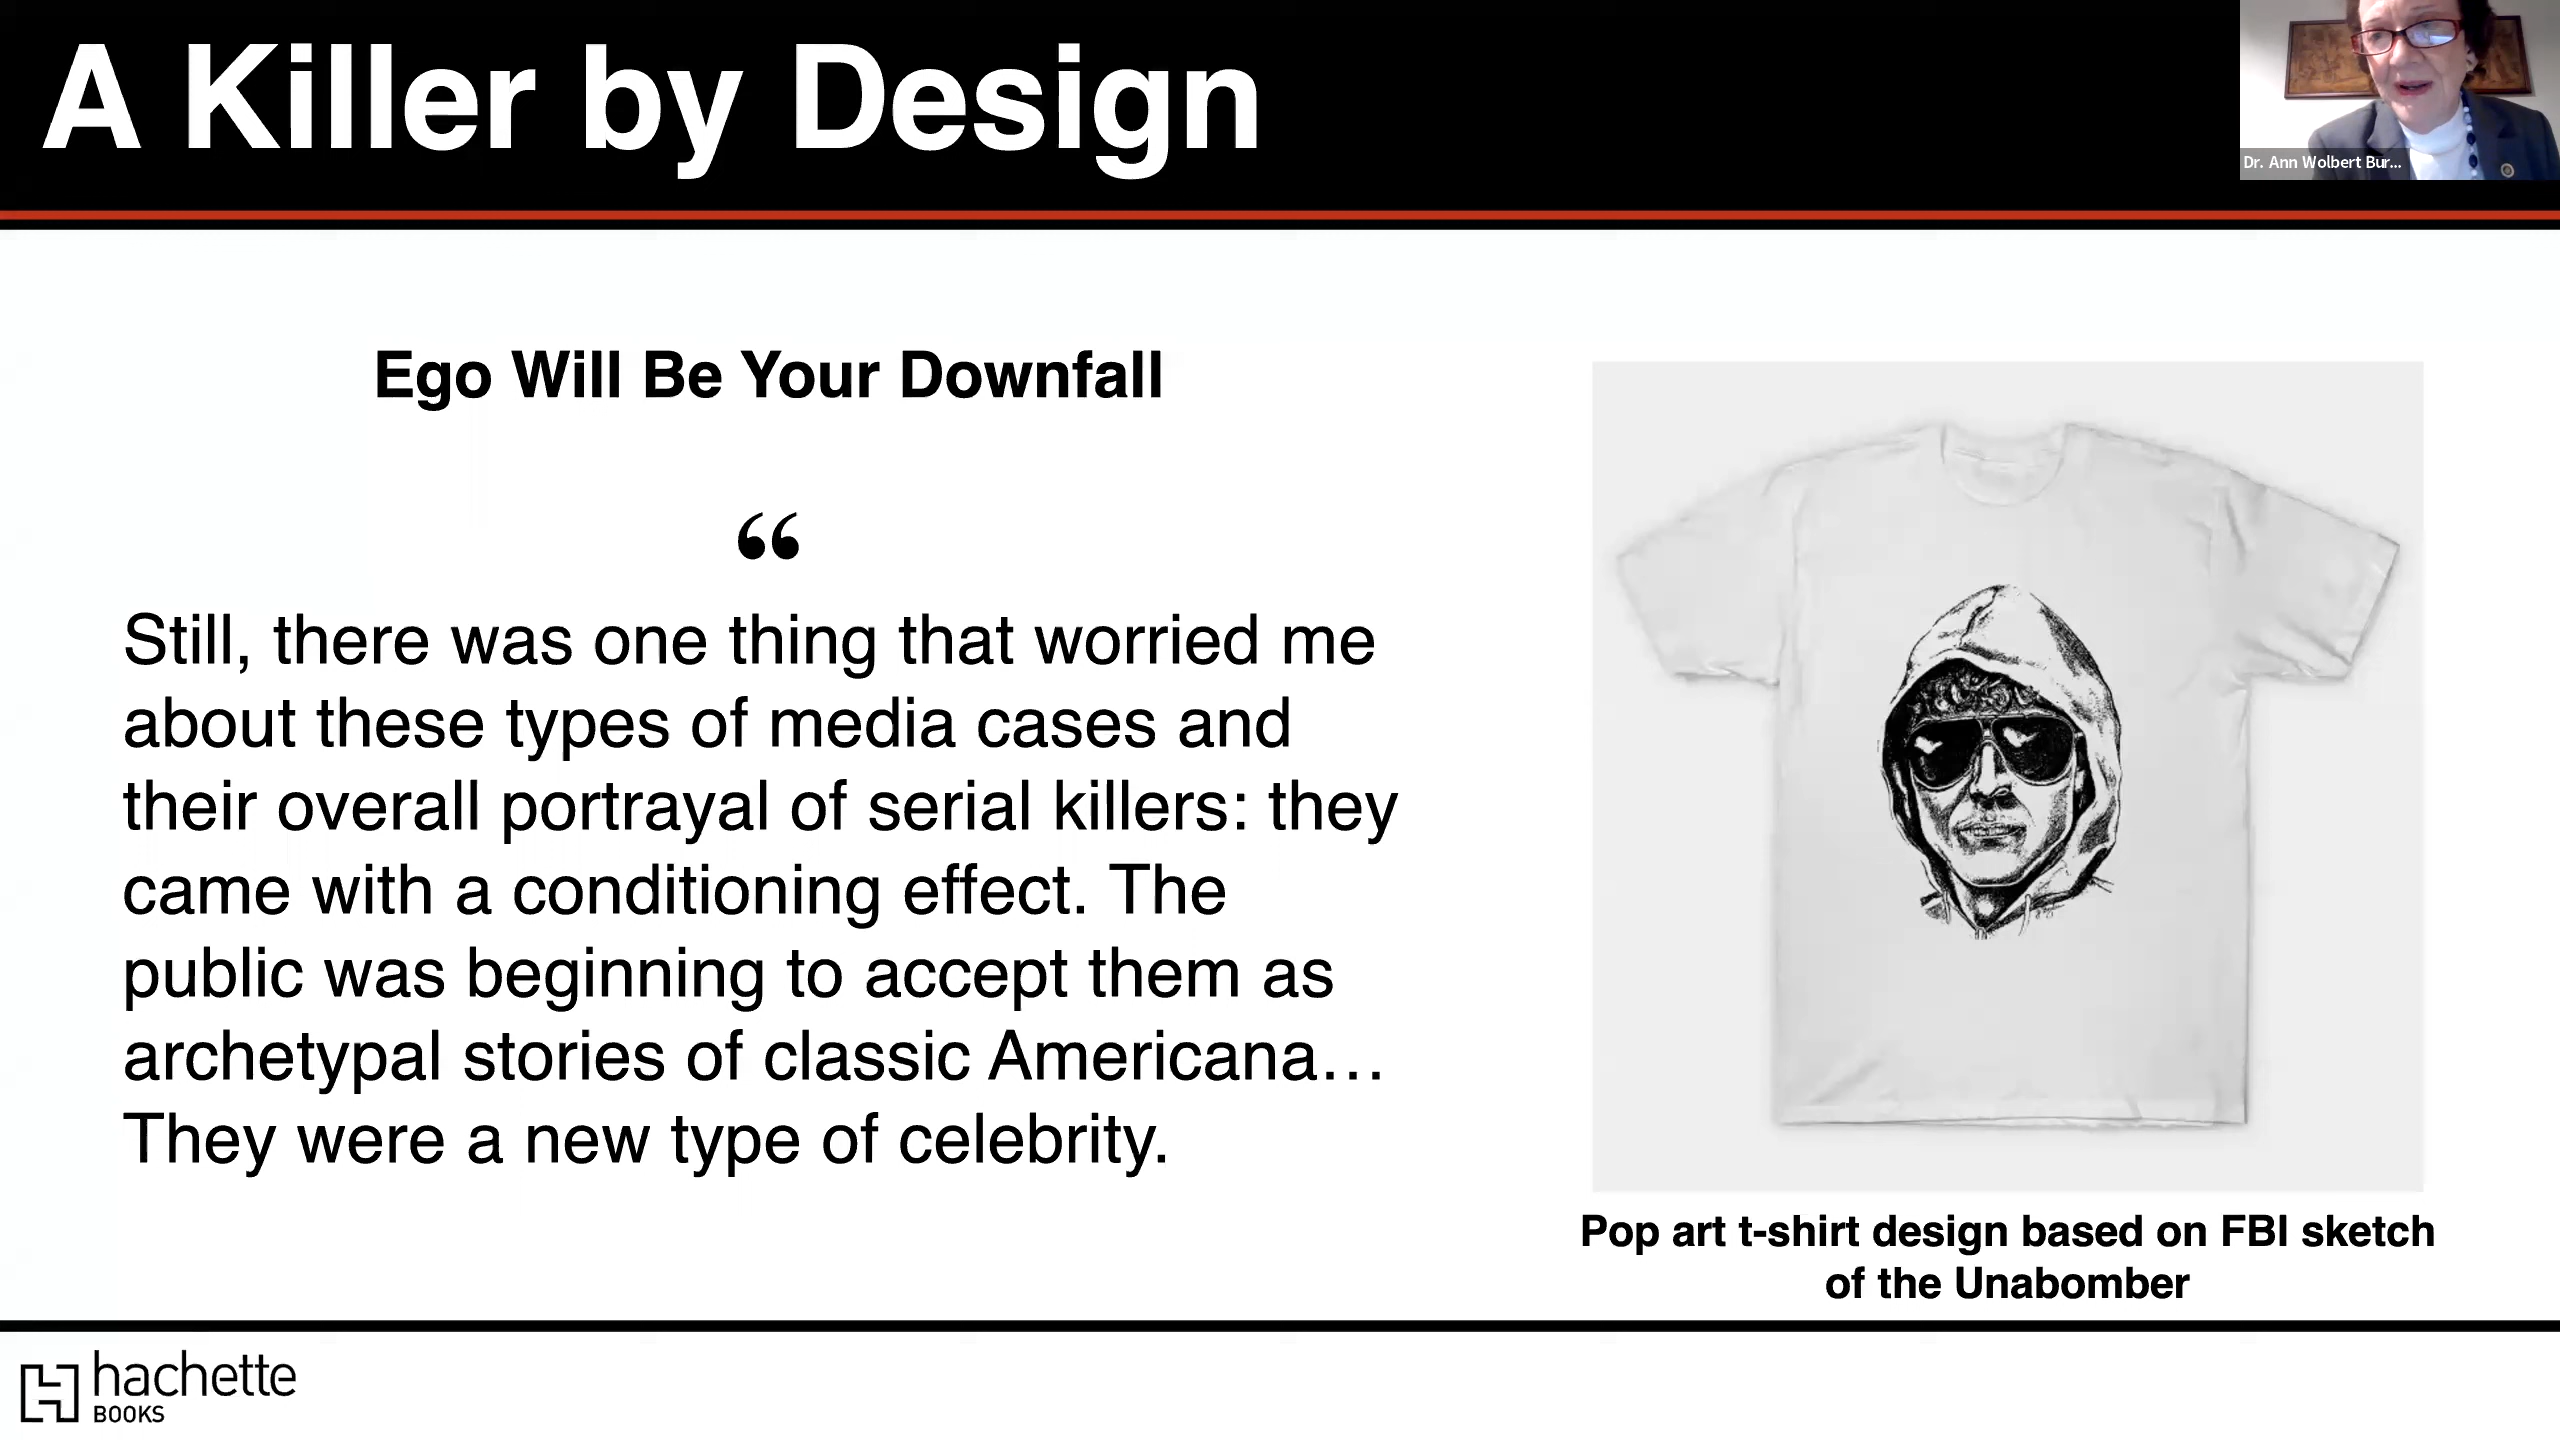 A Killer by Design
Dr. Ann Wolbert Bur...
Ego Will Be Your Downfall
“
Still, there was one thing that worried me
about these types of media cases and
their overall portrayal of serial killers: they
came with a conditioning effect. The
public was beginning to accept them as
archetypal stories of classic Americana…
They were a new type of celebrity.
Pop art t-shirt design based on FBI sketch
of the Unabomber
hachette
BOOKS